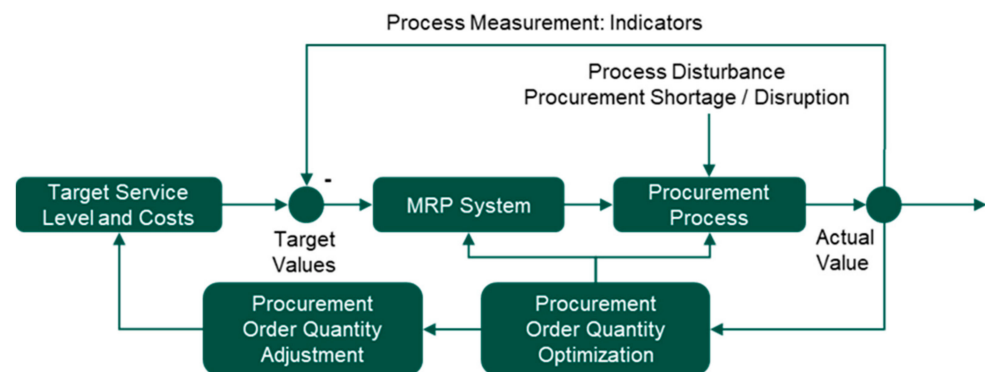 Process Measurement: Indicators
Process Disturbance
Procurement Shortage / Disruption
Target Service
Level and Costs
-
MRP System
Procurement
Process
Target
Values
Actual
Value
Procurement
Order Quantity
Adjustment
Procurement
Order Quantity
Optimization